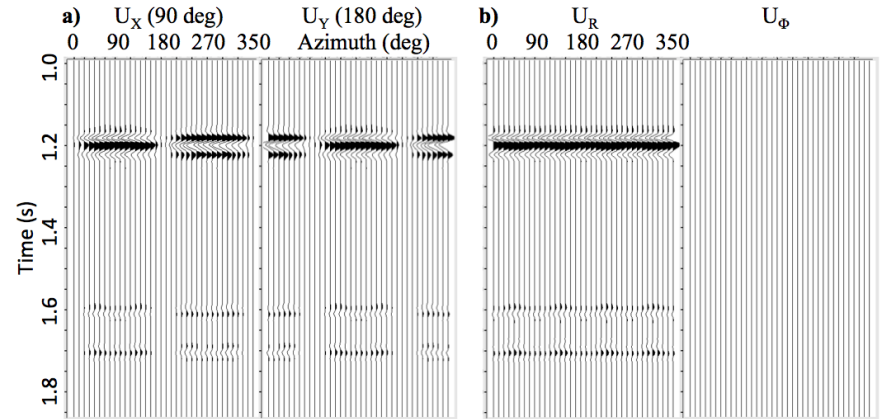 a) U_X (90 deg) U_Y (180 deg) b) U_R U_Φ
0 90 180 270 350 Azimuth (deg) 0 90 180 270 350
1.0
1.2
1.4
1.6
1.8
Time (s)